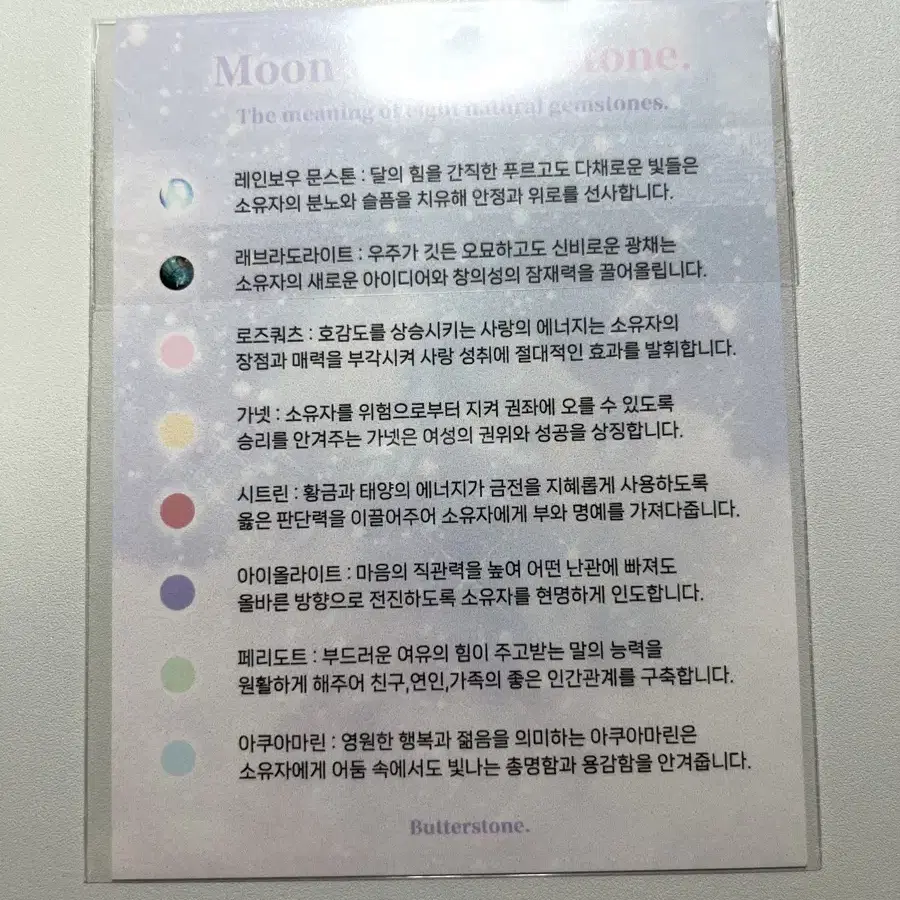 Moon tone.
The meaning of eight natural gemstones.
레인보우 문스톤 : 달의 힘을 간직한 푸르고도 다채로운 빛들은
소유자의 분노와 슬픔을 치유해 안정과 위로를 선사합니다.
래브라도라이트 : 우주가 깃든 오묘하고도 신비로운 광채는
소유자의 새로운 아이디어와 창의성의 잠재력을 끌어올립니다.
로즈쿼츠 : 호감도를 상승시키는 사랑의 에너지는 소유자의
장점과 매력을 부각시켜 사랑 성취에 절대적인 효과를 발휘합니다.
가넷 : 소유자를 위험으로부터 지켜 권좌에 오를 수 있도록
승리를 안겨주는 가넷은 여성의 권위와 성공을 상징합니다.
시트린 : 황금과 태양의 에너지가 금전을 지혜롭게 사용하도록
옳은 판단력을 이끌어주어 소유자에게 부와 명예를 가져다줍니다.
아이올라이트 : 마음의 직관력을 높여 어떤 난관에 빠져도
올바른 방향으로 전진하도록 소유자를 현명하게 인도합니다.
페리도트 : 부드러운 여유의 힘이 주고받는 말의 능력을
원활하게 해주어 친구,연인,가족의 좋은 인간관계를 구축합니다.
아쿠아마린 : 영원한 행복과 젊음을 의미하는 아쿠아마린은
소유자에게 어둠 속에서도 빛나는 총명함과 용감함을 안겨줍니다.
Butterstone.